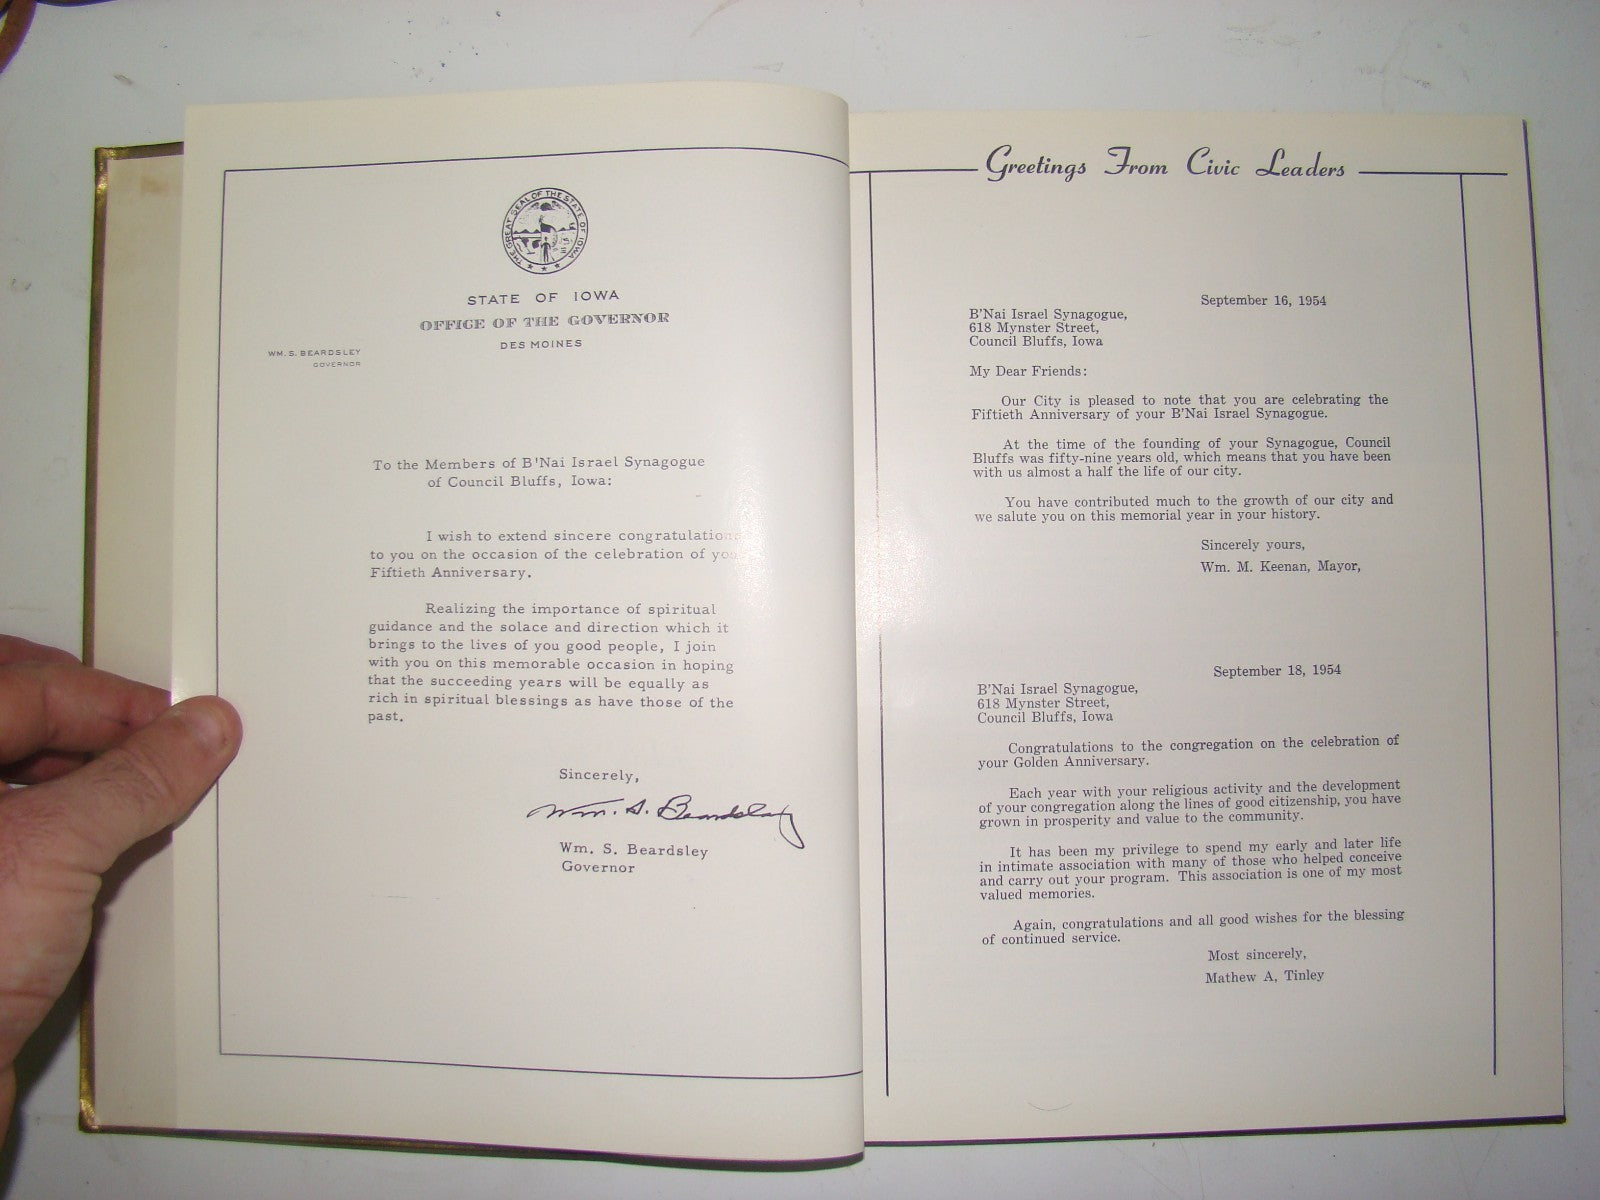 THE GREAT SEAL OF THE STATE OF IOWA
STATE OF IOWA
OFFICE OF THE GOVERNOR
DES MOINES
WM. S. BEARDSLEY
GOVERNOR
To the Members of B'Nai Israel Synagogue
of Council Bluffs, Iowa:
I wish to extend sincere congratulations
to you on the occasion of the celebration of your
Fiftieth Anniversary.
Realizing the importance of spiritual
guidance and the solace and direction which it
brings to the lives of you good people, I join
with you on this memorable occasion in hoping
that the succeeding years will be equally as
rich in spiritual blessings as have those of the
past.
Sincerely,
Wm. S. Beardsley
Wm. S. Beardsley
Governor
Greetings From Civic Leaders
September 16, 1954
B'Nai Israel Synagogue,
618 Mynster Street,
Council Bluffs, Iowa
My Dear Friends:
Our City is pleased to note that you are celebrating the
Fiftieth Anniversary of your B'Nai Israel Synagogue.
At the time of the founding of your Synagogue, Council
Bluffs was fifty-nine years old, which means that you have been
with us almost a half the life of our city.
You have contributed much to the growth of our city and
we salute you on this memorial year in your history.
Sincerely yours,
Wm. M. Keenan, Mayor,
September 18, 1954
B'Nai Israel Synagogue,
618 Mynster Street,
Council Bluffs, Iowa
Congratulations to the congregation on the celebration of
your Golden Anniversary.
Each year with your religious activity and the development
of your congregation along the lines of good citizenship, you have
grown in prosperity and value to the community.
It has been my privilege to spend my early and later life
in intimate association with many of those who helped conceive
and carry out your program. This association is one of my most
valued memories.
Again, congratulations and all good wishes for the blessing
of continued service.
Most sincerely,
Mathew A, Tinley